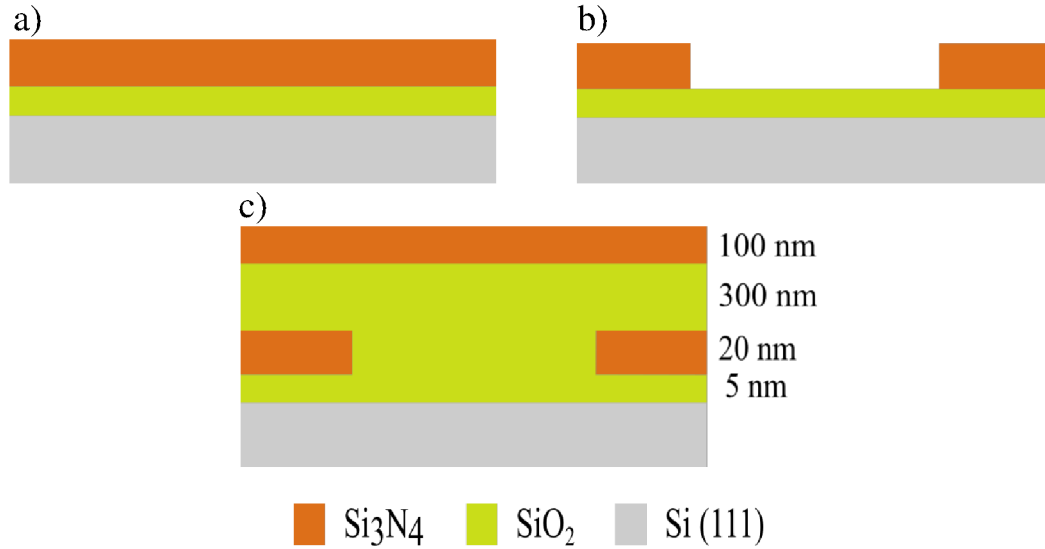 a)
b)
c)
100 nm
300 nm
20 nm
5 nm
Si3N4 SiO2 Si (111)